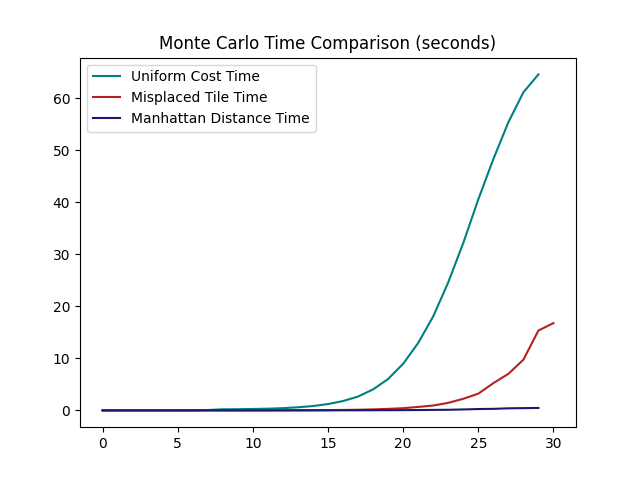 Monte Carlo Time Comparison (seconds)
Uniform Cost Time
Misplaced Tile Time
Manhattan Distance Time
60
50
40
30
20
10
0
0 5 10 15 20 25 30